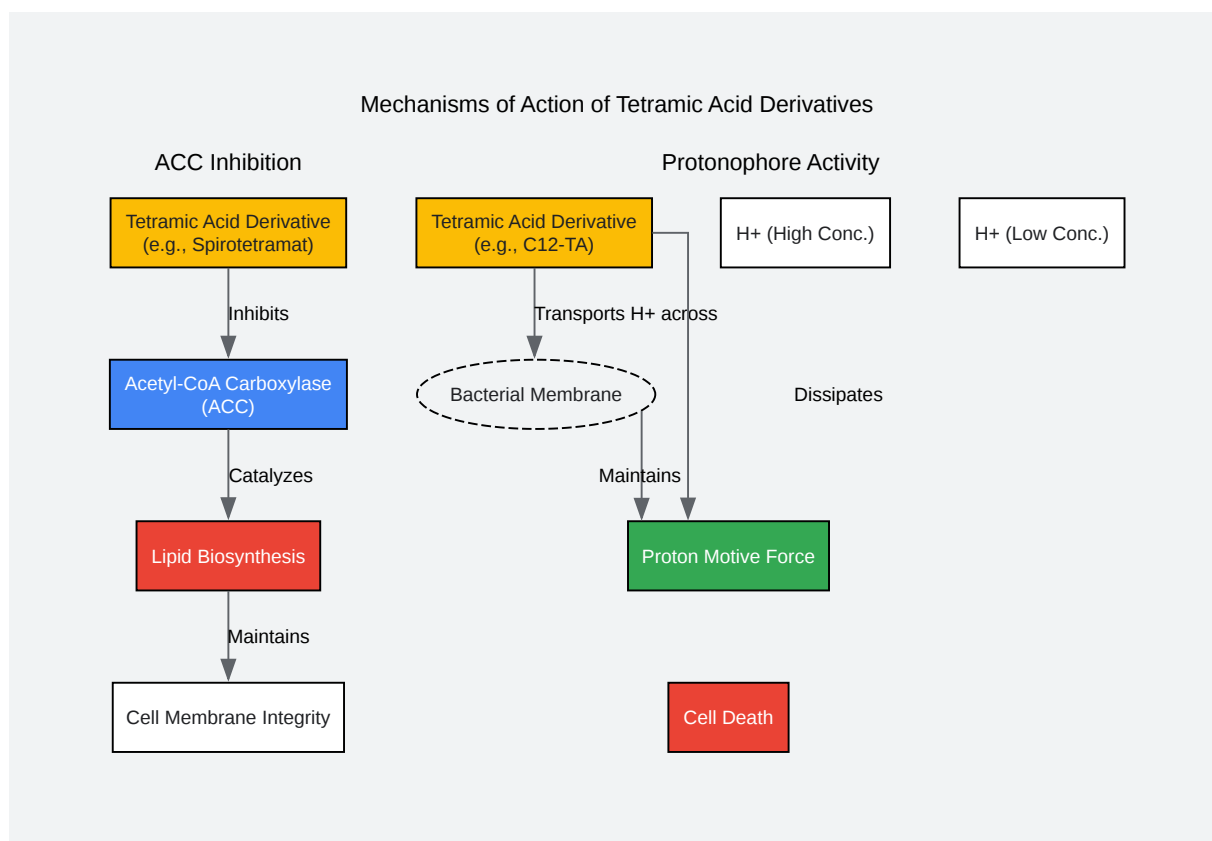 Mechanisms of Action of Tetramic Acid Derivatives
ACC Inhibition
Protonophore Activity
Tetramic Acid Derivative
(e.g., Spirotetramat)
Tetramic Acid Derivative
(e.g., C12-TA)
H+ (High Conc.)
H+ (Low Conc.)
Inhibits
Transports H+ across
Acetyl-CoA Carboxylase
(ACC)
Bacterial Membrane
Dissipates
Catalyzes
Maintains
Lipid Biosynthesis
Proton Motive Force
Maintains
Cell Membrane Integrity
Cell Death